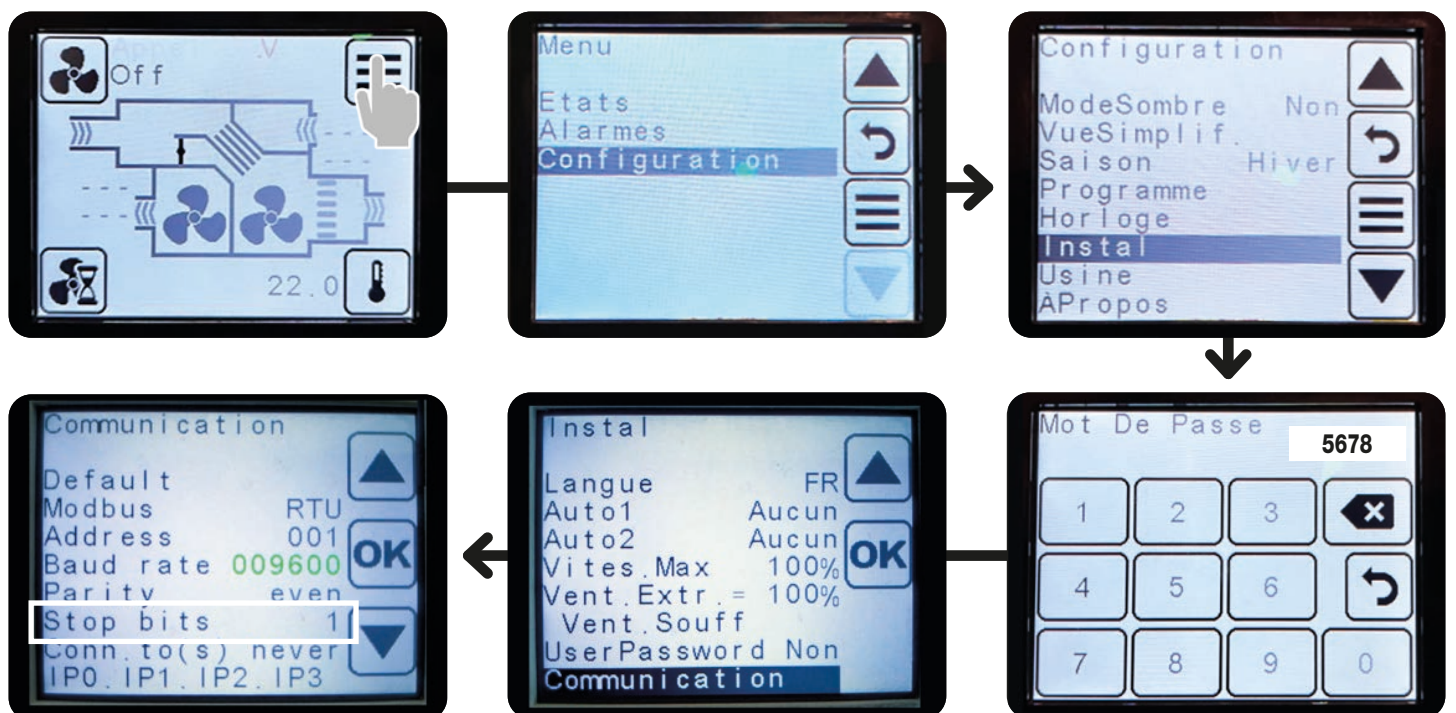 Appel .V
Off
22.0
Menu
Etats
Alarmes
Configuration
Configuration
ModeSombre Non
VueSimplif.
Saison Hiver
Programme
Horloge
Instal
Usine
ÀPropos
Mot De Passe
5678
1 2 3
4 5 6
7 8 9 0
Instal
Langue FR
Auto1 Aucun
Auto2 Aucun
OK
Vites.Max 100%
Vent.Extr.= 100%
Vent.Souff
UserPassword Non
Communication
Communication
Default
Modbus RTU
Address 001
OK
Baud rate 009600
Parity even
Stop bits 1
Conn.to(s) never
IP0.IP1.IP2.IP3